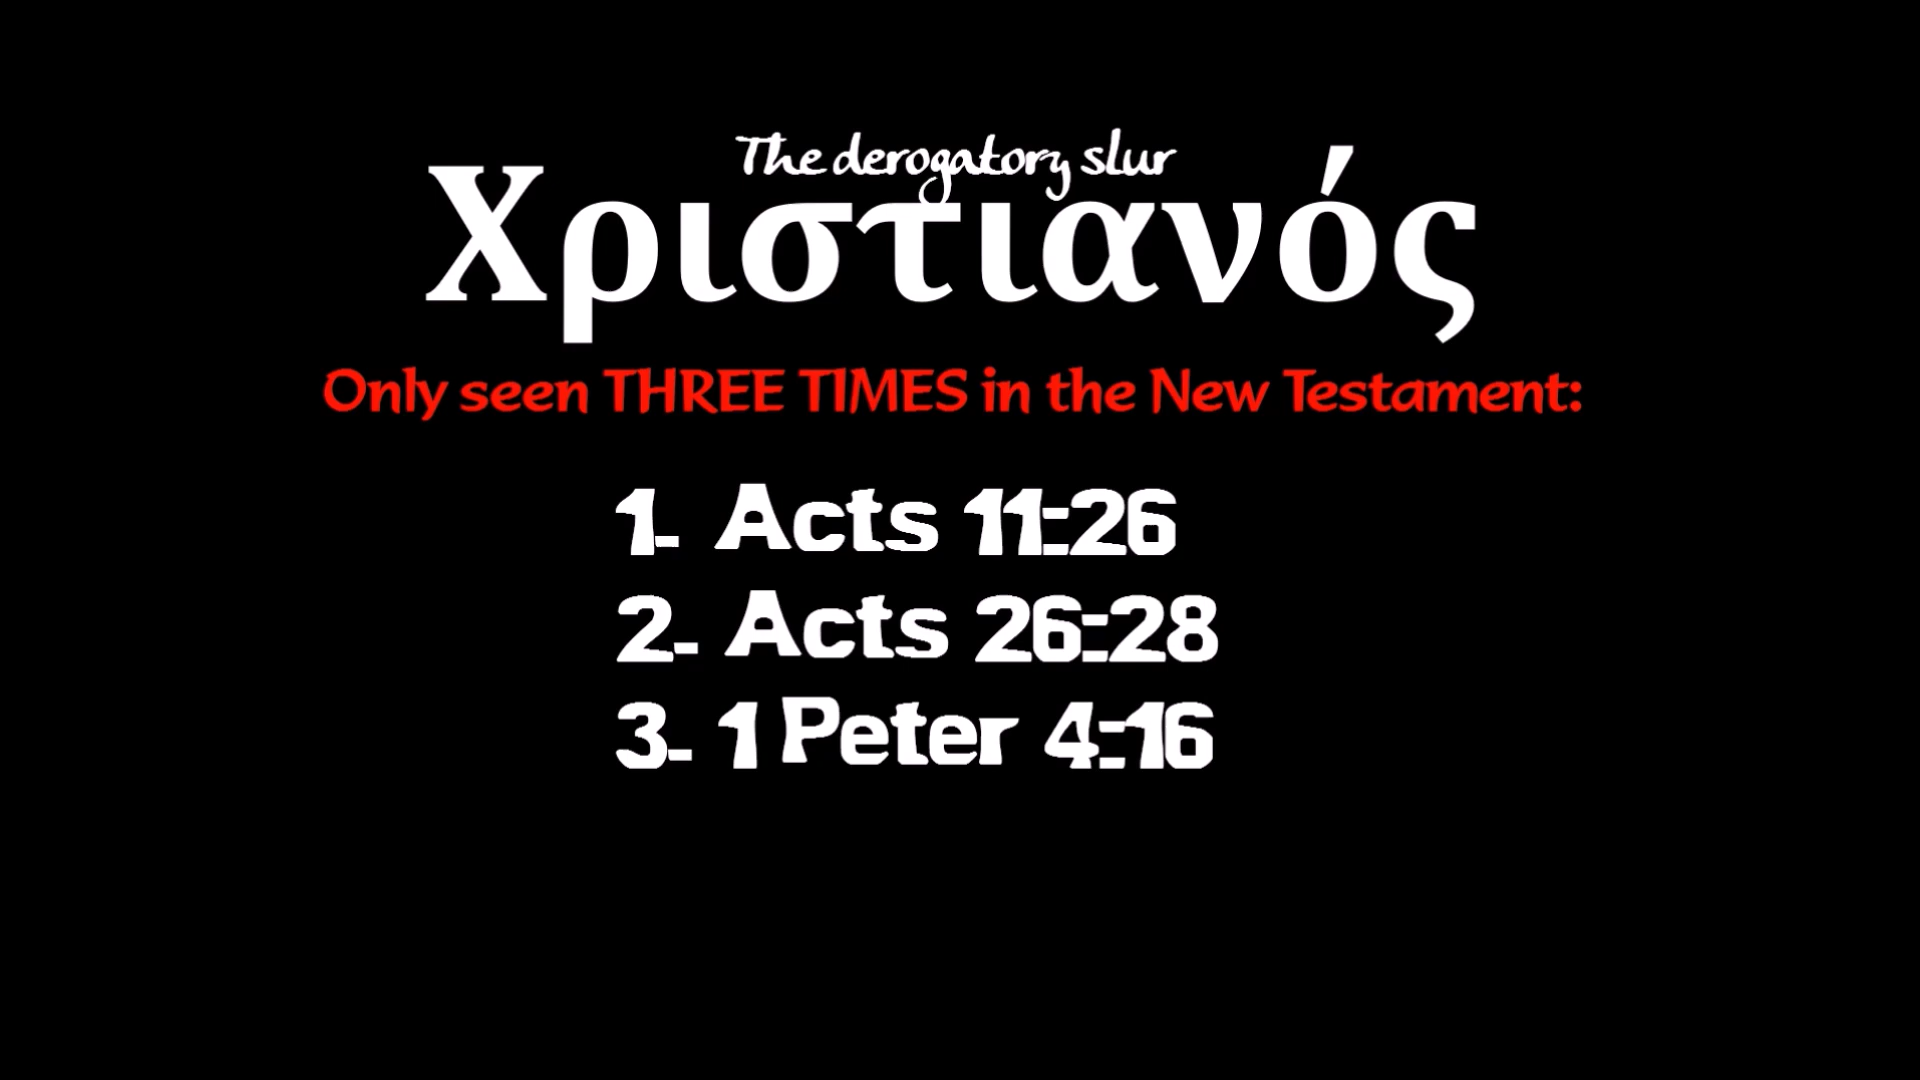 The derogatory slur
Χριστιανός
Only seen THREE TIMES in the New Testament:
1. Acts 11:26
2. Acts 26:28
3. 1 Peter 4:16